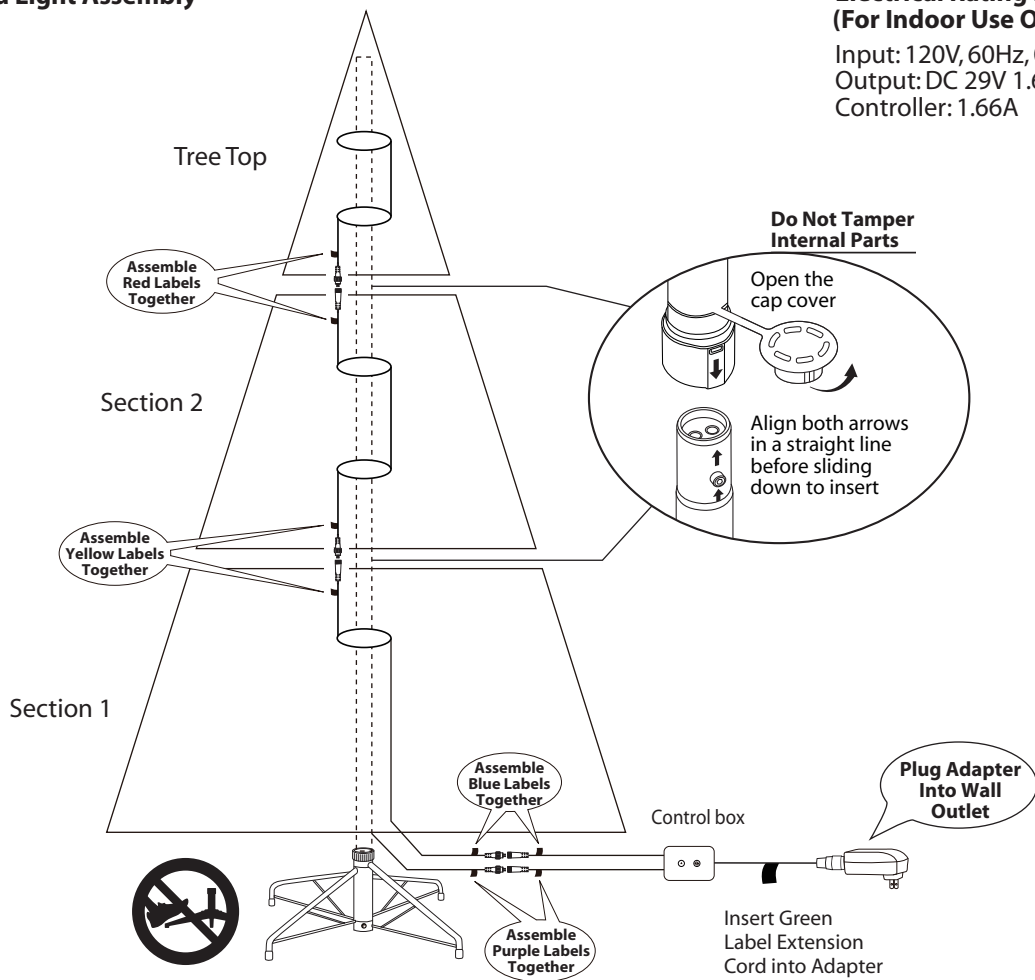 Light Assembly
(For Indoor Use
Input: 120V, 60Hz,
Output: DC 29V
Controller: 1.66A
Tree Top
Do Not Tamper
Internal Parts
Assemble
Red Labels
Together
Open the
cap cover
Section 2
Align both arrows
in a straight line
before sliding
down to insert
Assemble
Yellow Labels
Together
Section 1
Assemble
Blue Labels
Together
Plug Adapter
Into Wall
Outlet
Control box
Insert Green
Label Extension
Cord into Adapter
Assemble
Purple Labels
Together